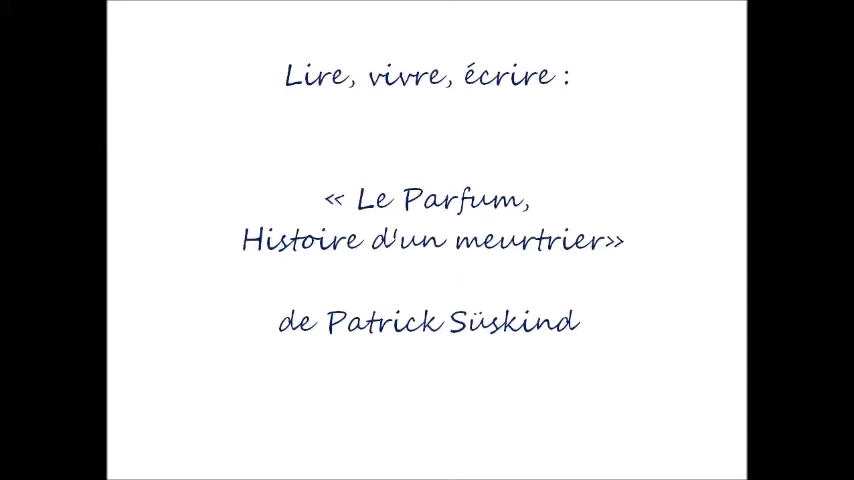 Lire, vivre, écrire :
« Le Parfum,
Histoire d'un meurtrier»
de Patrick Süskind